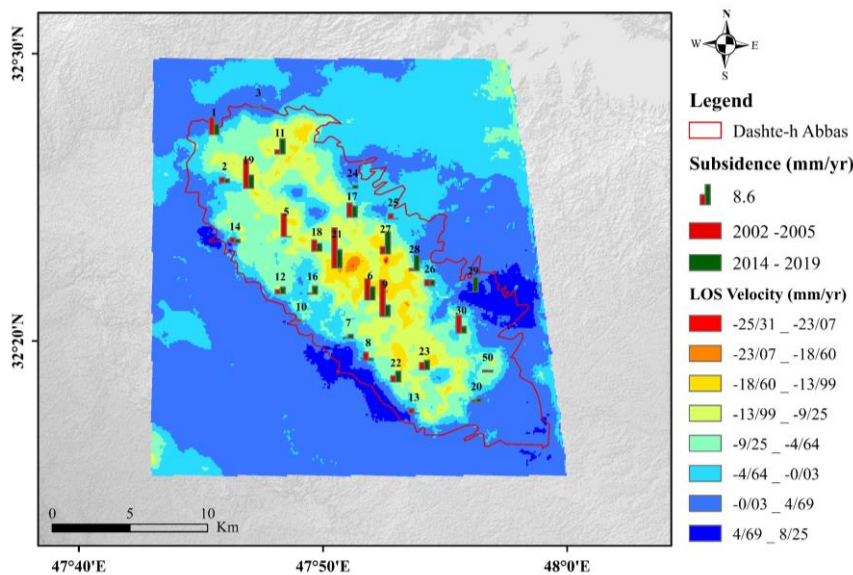 32°30'N
32°20'N
47°40'E
47°50'E
48°0'E
0
5
10
Km
3
1
11
2
19
24
17
25
5
14
18
21
27
28
12
16
6
9
26
29
10
7
30
8
22
23
50
13
20
N
W
E
S
Legend
Dashte-h Abbas
Subsidence (mm/yr)
8.6
2002 -2005
2014 - 2019
LOS Velocity (mm/yr)
-25/31 _ -23/07
-23/07 _ -18/60
-18/60 _ -13/99
-13/99 _ -9/25
-9/25 _ -4/64
-4/64 _ -0/03
-0/03 _ 4/69
4/69 _ 8/25